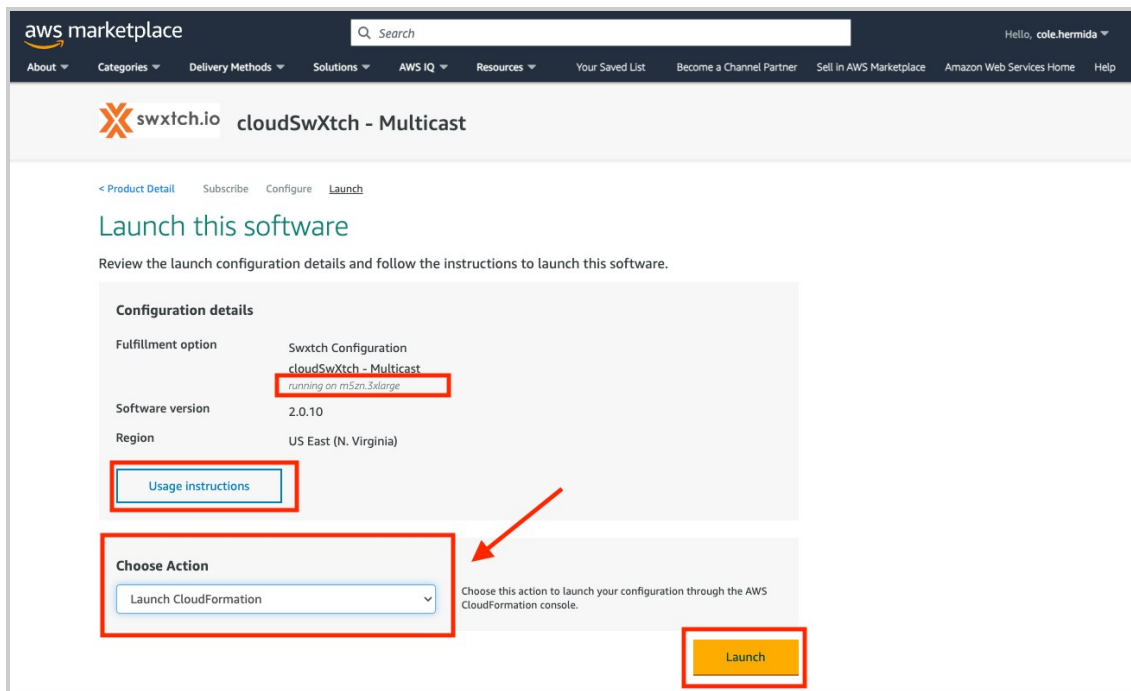 aws marketplace
Search
Hello, cole.hermida
About
Categories
Delivery Methods
Solutions
AWS IQ
Resources
Your Saved List
Become a Channel Partner
Sell in AWS Marketplace
Amazon Web Services Home
Help
swxtch.io
cloudSwXtch - Multicast
< Product Detail
Subscribe
Configure
Launch
Launch this software
Review the launch configuration details and follow the instructions to launch this software.
Configuration details
Fulfillment option
Swxtch Configuration
cloudSwXtch - Multicast
running on m5zn.3xlarge
Software version
2.0.10
Region
US East (N. Virginia)
Usage instructions
Choose Action
Launch CloudFormation
Choose this action to launch your configuration through the AWS
CloudFormation console.
Launch